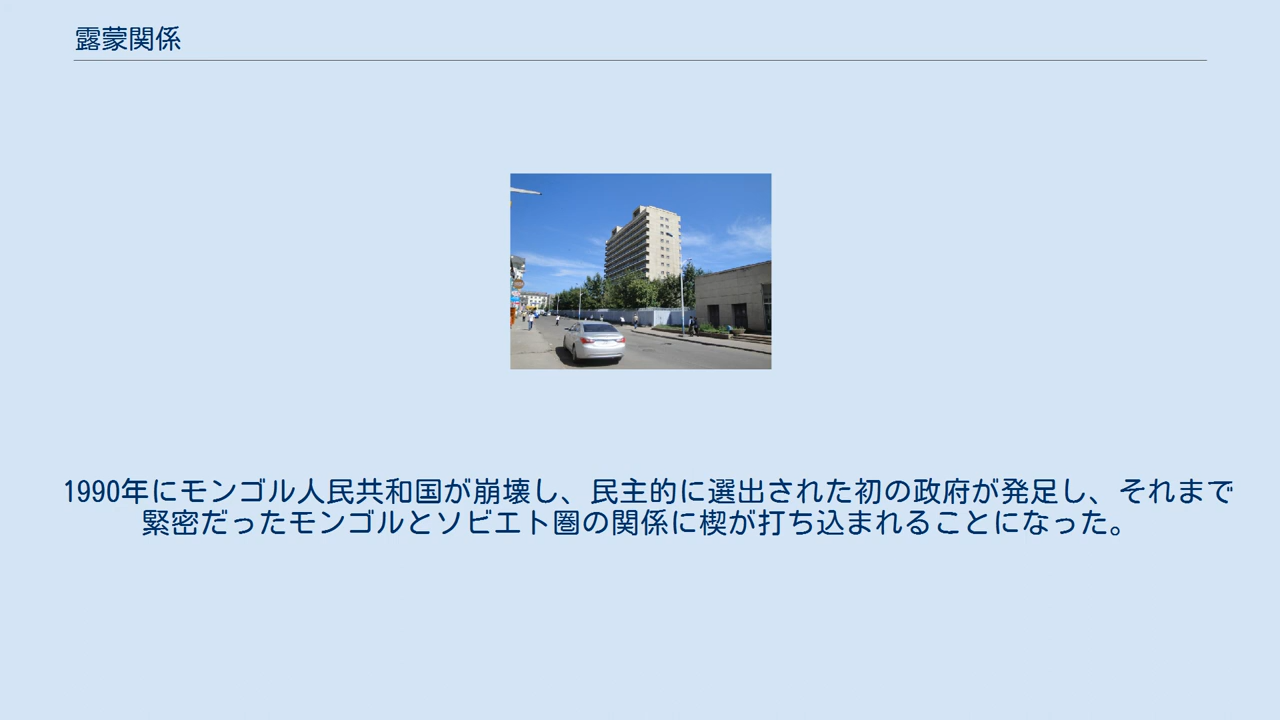 露蒙関係
1990年にモンゴル人民共和国が崩壊し、民主的に選出された初の政府が発足し、それまで
緊密だったモンゴルとソビエト圏の関係に楔が打ち込まれることになった。